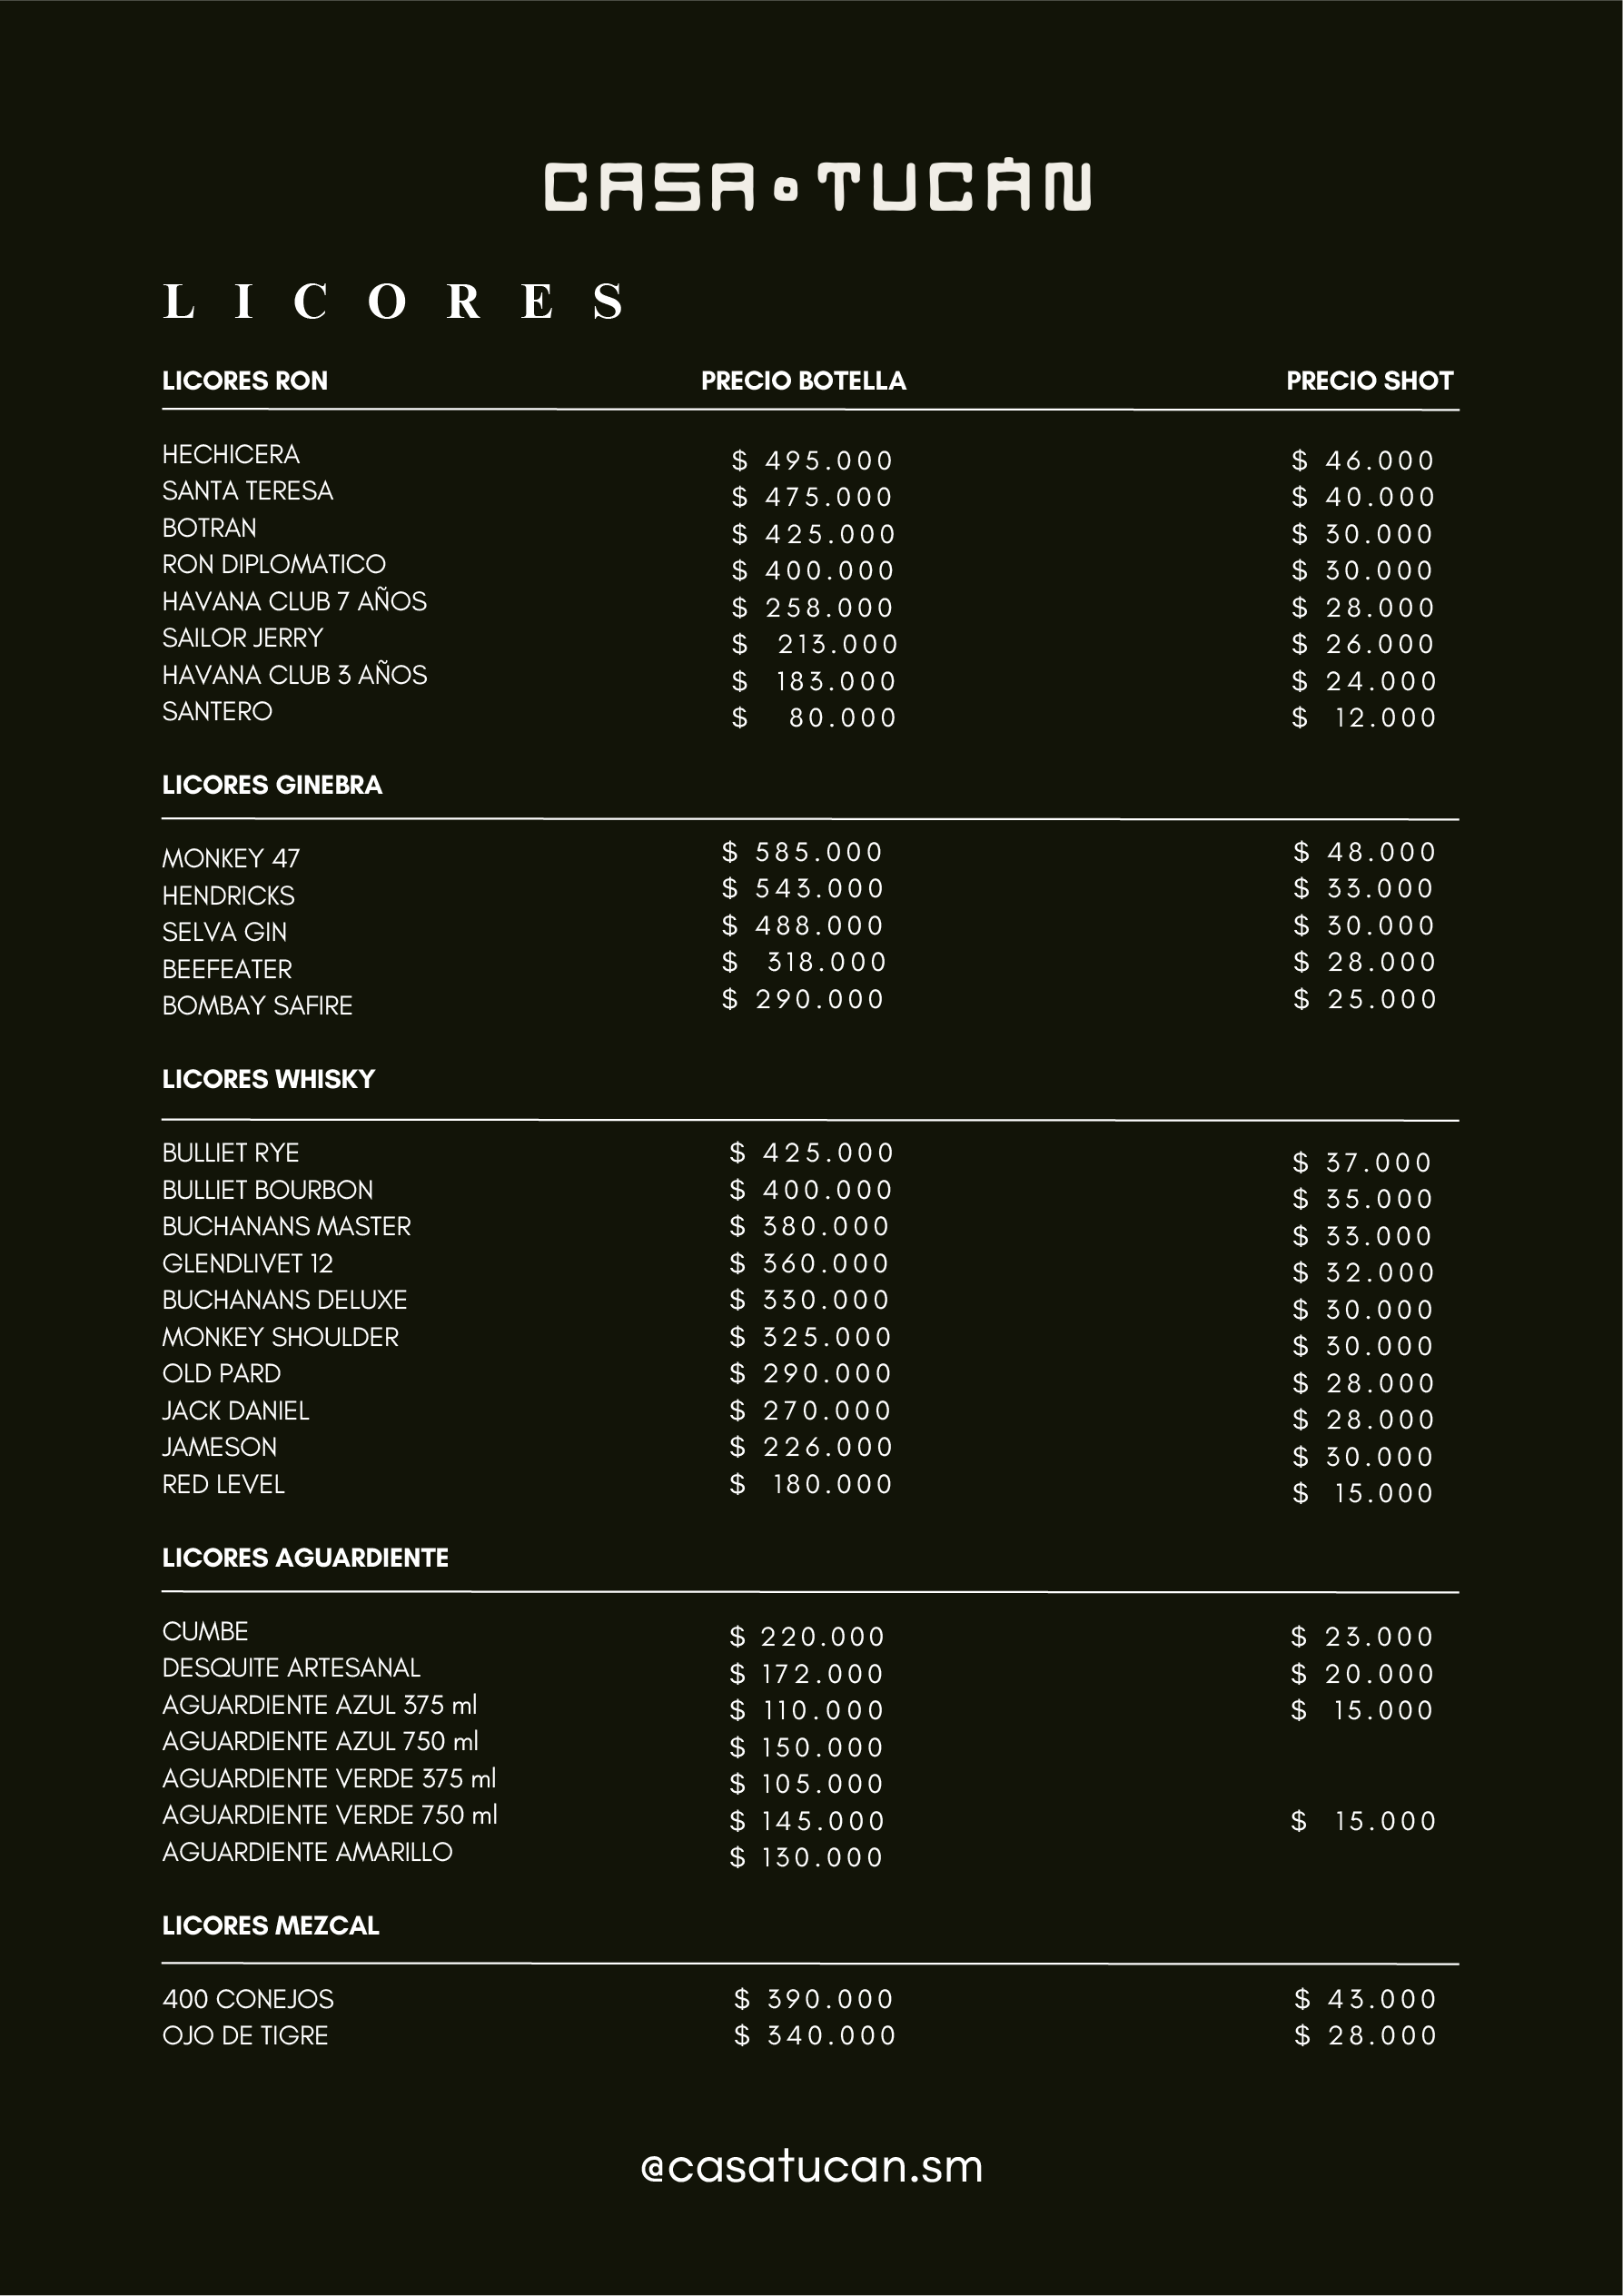 CASA TUCÁN
LICORES
LICORES RON PRECIO BOTELLA PRECIO SHOT
HECHICERA $ 495.000 $ 46.000
SANTA TERESA $ 475.000 $ 40.000
BOTRAN $ 425.000 $ 30.000
RON DIPLOMATICO $ 400.000 $ 30.000
HAVANA CLUB 7 AÑOS $ 258.000 $ 28.000
SAILOR JERRY $ 213.000 $ 26.000
HAVANA CLUB 3 AÑOS $ 183.000 $ 24.000
SANTERO $ 80.000 $ 12.000
LICORES GINEBRA
MONKEY 47 $ 585.000 $ 48.000
HENDRICKS $ 543.000 $ 33.000
SELVA GIN $ 488.000 $ 30.000
BEEFEATER $ 318.000 $ 28.000
BOMBAY SAFIRE $ 290.000 $ 25.000
LICORES WHISKY
BULLIET RYE $ 425.000 $ 37.000
BULLIET BOURBON $ 400.000 $ 35.000
BUCHANANS MASTER $ 380.000 $ 33.000
GLENDLIVET 12 $ 360.000 $ 32.000
BUCHANANS DELUXE $ 330.000 $ 30.000
MONKEY SHOULDER $ 325.000 $ 30.000
OLD PARD $ 290.000 $ 28.000
JACK DANIEL $ 270.000 $ 28.000
JAMESON $ 226.000 $ 30.000
RED LEVEL $ 180.000 $ 15.000
LICORES AGUARDIENTE
CUMBE $ 220.000 $ 23.000
DESQUITE ARTESANAL $ 172.000 $ 20.000
AGUARDIENTE AZUL 375 ml $ 110.000 $ 15.000
AGUARDIENTE AZUL 750 ml $ 150.000
AGUARDIENTE VERDE 375 ml $ 105.000
AGUARDIENTE VERDE 750 ml $ 145.000 $ 15.000
AGUARDIENTE AMARILLO $ 130.000
LICORES MEZCAL
400 CONEJOS $ 390.000 $ 43.000
OJO DE TIGRE $ 340.000 $ 28.000
@casatucan.sm